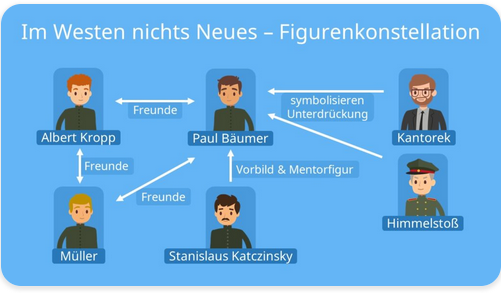 Im Westen nichts Neues – Figurenkonstellation
Albert Kropp
Freunde
Paul Bäumer
symbolisieren
Unterdrückung
Kantorek
Freunde
Vorbild & Mentorfigur
Freunde
Müller
Stanislaus Katczinsky
Himmelstoß